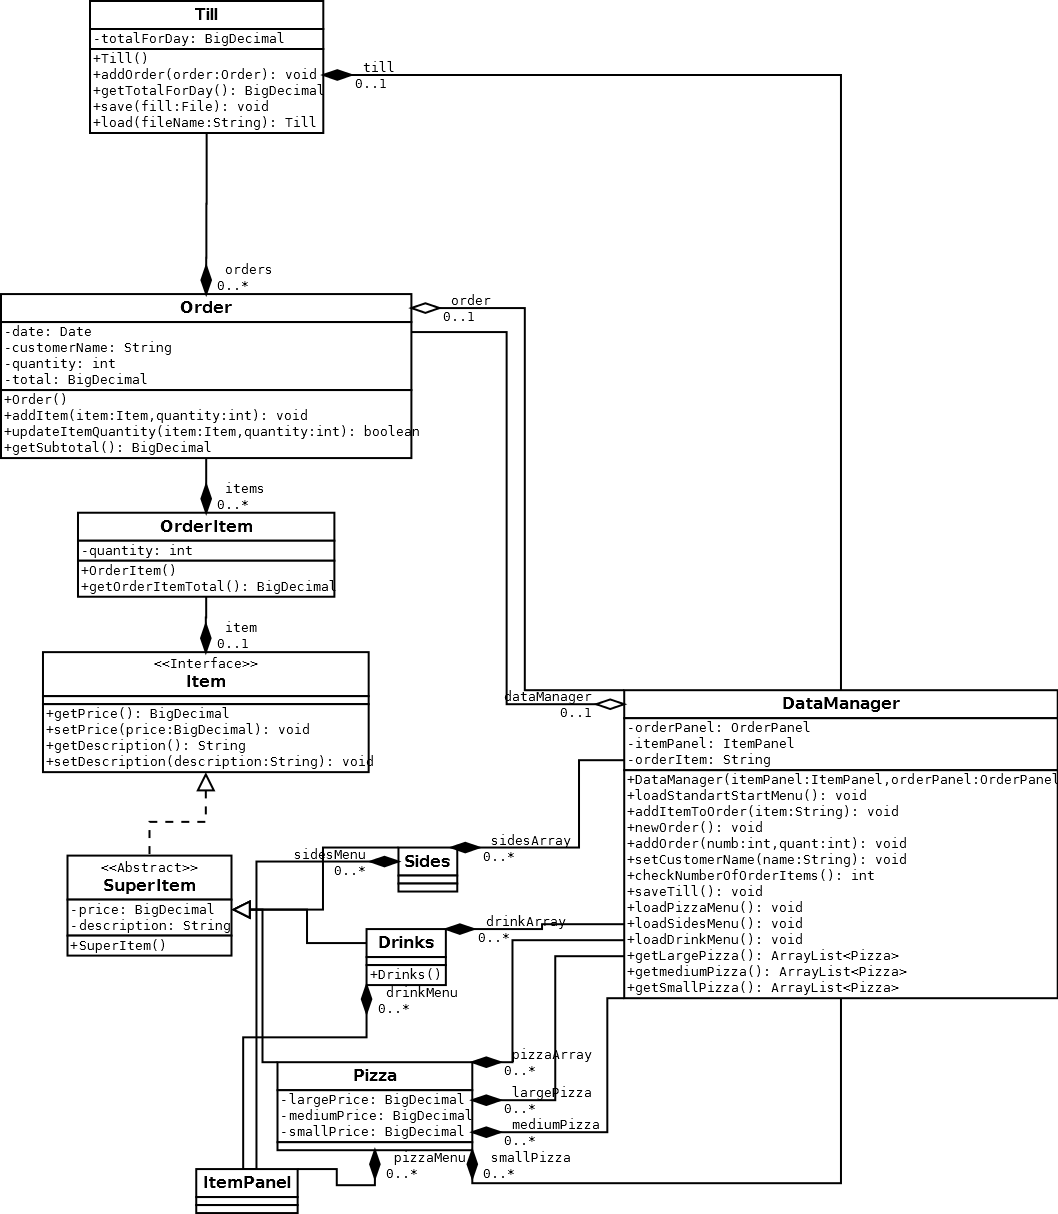 Till
-totalForDay: BigDecimal
+Till()
+addOrder(order:Order): void
+getTotalForDay(): BigDecimal
+save(fill:File): void
+load(fileName:String): Till
till
0..1
orders
0..*
Order
-date: Date
-customerName: String
-quantity: int
-total: BigDecimal
+Order()
+addItem(item:Item,quantity:int): void
+updateItemQuantity(item:Item,quantity:int): boolean
+getSubtotal(): BigDecimal
order
0..1
items
0..*
OrderItem
-quantity: int
+OrderItem()
+getOrderItemTotal(): BigDecimal
item
0..1
<<Interface>>
Item
+getPrice(): BigDecimal
+setPrice(price:BigDecimal): void
+getDescription(): String
+setDescription(description:String): void
dataManager
0..1
DataManager
-orderPanel: OrderPanel
-itemPanel: ItemPanel
-orderItem: String
+DataManager(itemPanel:ItemPanel,orderPanel:OrderPanel
+loadStandartStartMenu(): void
+addItemToOrder(item:String): void
+newOrder(): void
+addOrder(numb:int,quant:int): void
+setCustomerName(name:String): void
+checkNumberOfOrderItems(): int
+saveTill(): void
+loadPizzaMenu(): void
+loadSidesMenu(): void
+loadDrinkMenu(): void
+getLargePizza(): ArrayList<Pizza>
+getmediumPizza(): ArrayList<Pizza>
+getSmallPizza(): ArrayList<Pizza>
<<Abstract>>
SuperItem
-price: BigDecimal
-description: String
+SuperItem()
sidesMenu
0..*
Sides
sidesArray
0..*
Drinks
+Drinks()
drinkArray
0..*
drinkMenu
0..*
Pizza
-largePrice: BigDecimal
-mediumPrice: BigDecimal
-smallPrice: BigDecimal
pizzaArray
0..*
largePizza
0..*
mediumPizza
0..*
pizzaMenu
0..*
smallPizza
0..*
ItemPanel